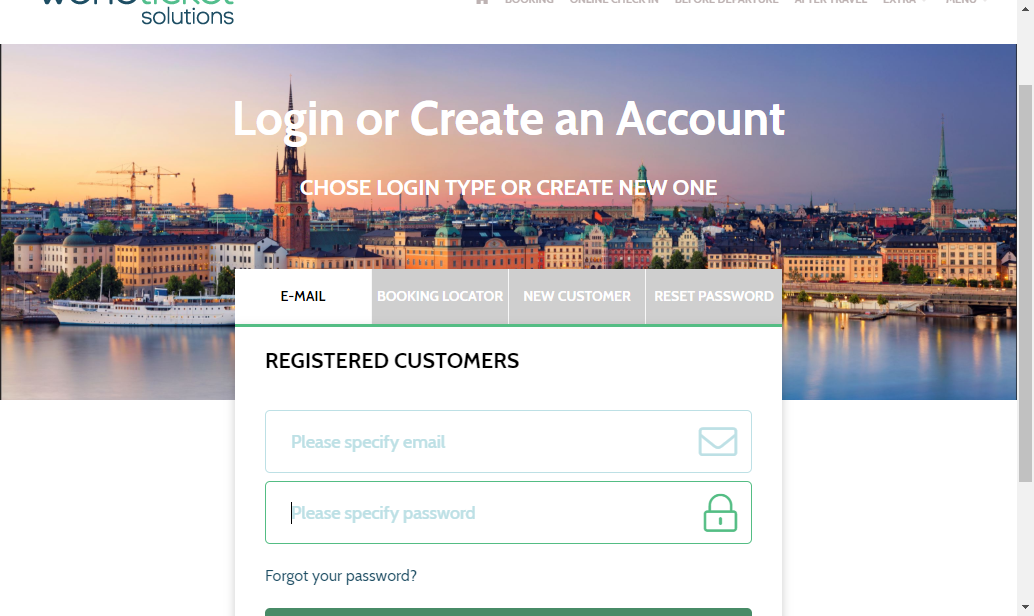 worldticket
solutions
BOOKING ONLINE CHECK IN BEFORE DEPARTURE AFTER TRAVEL EXTRA MENU
Login or Create an Account
CHOSE LOGIN TYPE OR CREATE NEW ONE
E-MAIL BOOKING LOCATOR NEW CUSTOMER RESET PASSWORD
REGISTERED CUSTOMERS
Please specify email
Please specify password
Forgot your password?